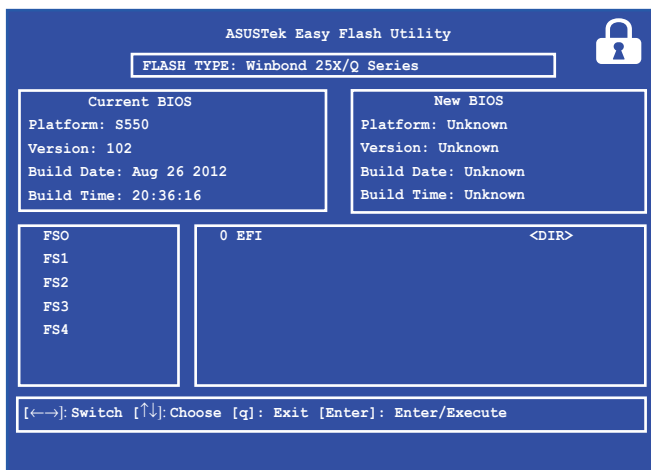 ASUSTek Easy Flash Utility
FLASH TYPE: Winbond 25X/Q Series
Current BIOS
Platform: S550
Version: 102
Build Date: Aug 26 2012
Build Time: 20:36:16
New BIOS
Platform: Unknown
Version: Unknown
Build Date: Unknown
Build Time: Unknown
FSO
FS1
FS2
FS3
FS4
0 EFI <DIR>
[←→]: Switch [↑↓]: Choose [q]: Exit [Enter]: Enter/Execute